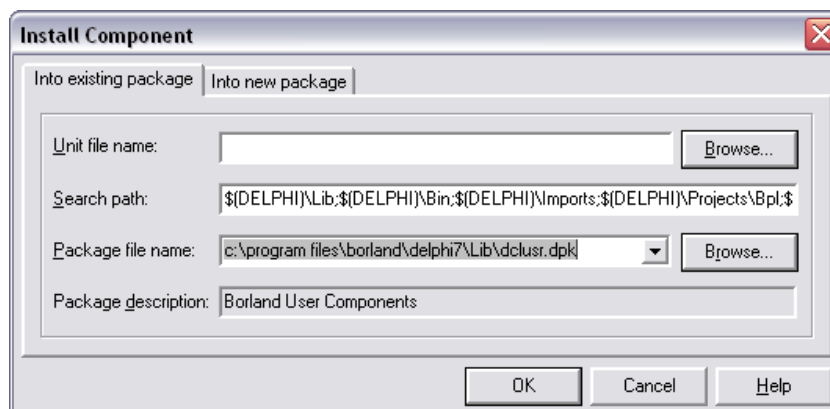 Install Component
Into existing package Into new package
Unit file name: Browse...
Search path: $(DELPHI)\Lib;$(DELPHI)\Bin;$(DELPHI)\Imports;$(DELPHI)\Projects\Bpl;$
Package file name: c:\program files\borland\delphi7\Lib\dclusr.dpk Browse...
Package description: Borland User Components
OK Cancel Help